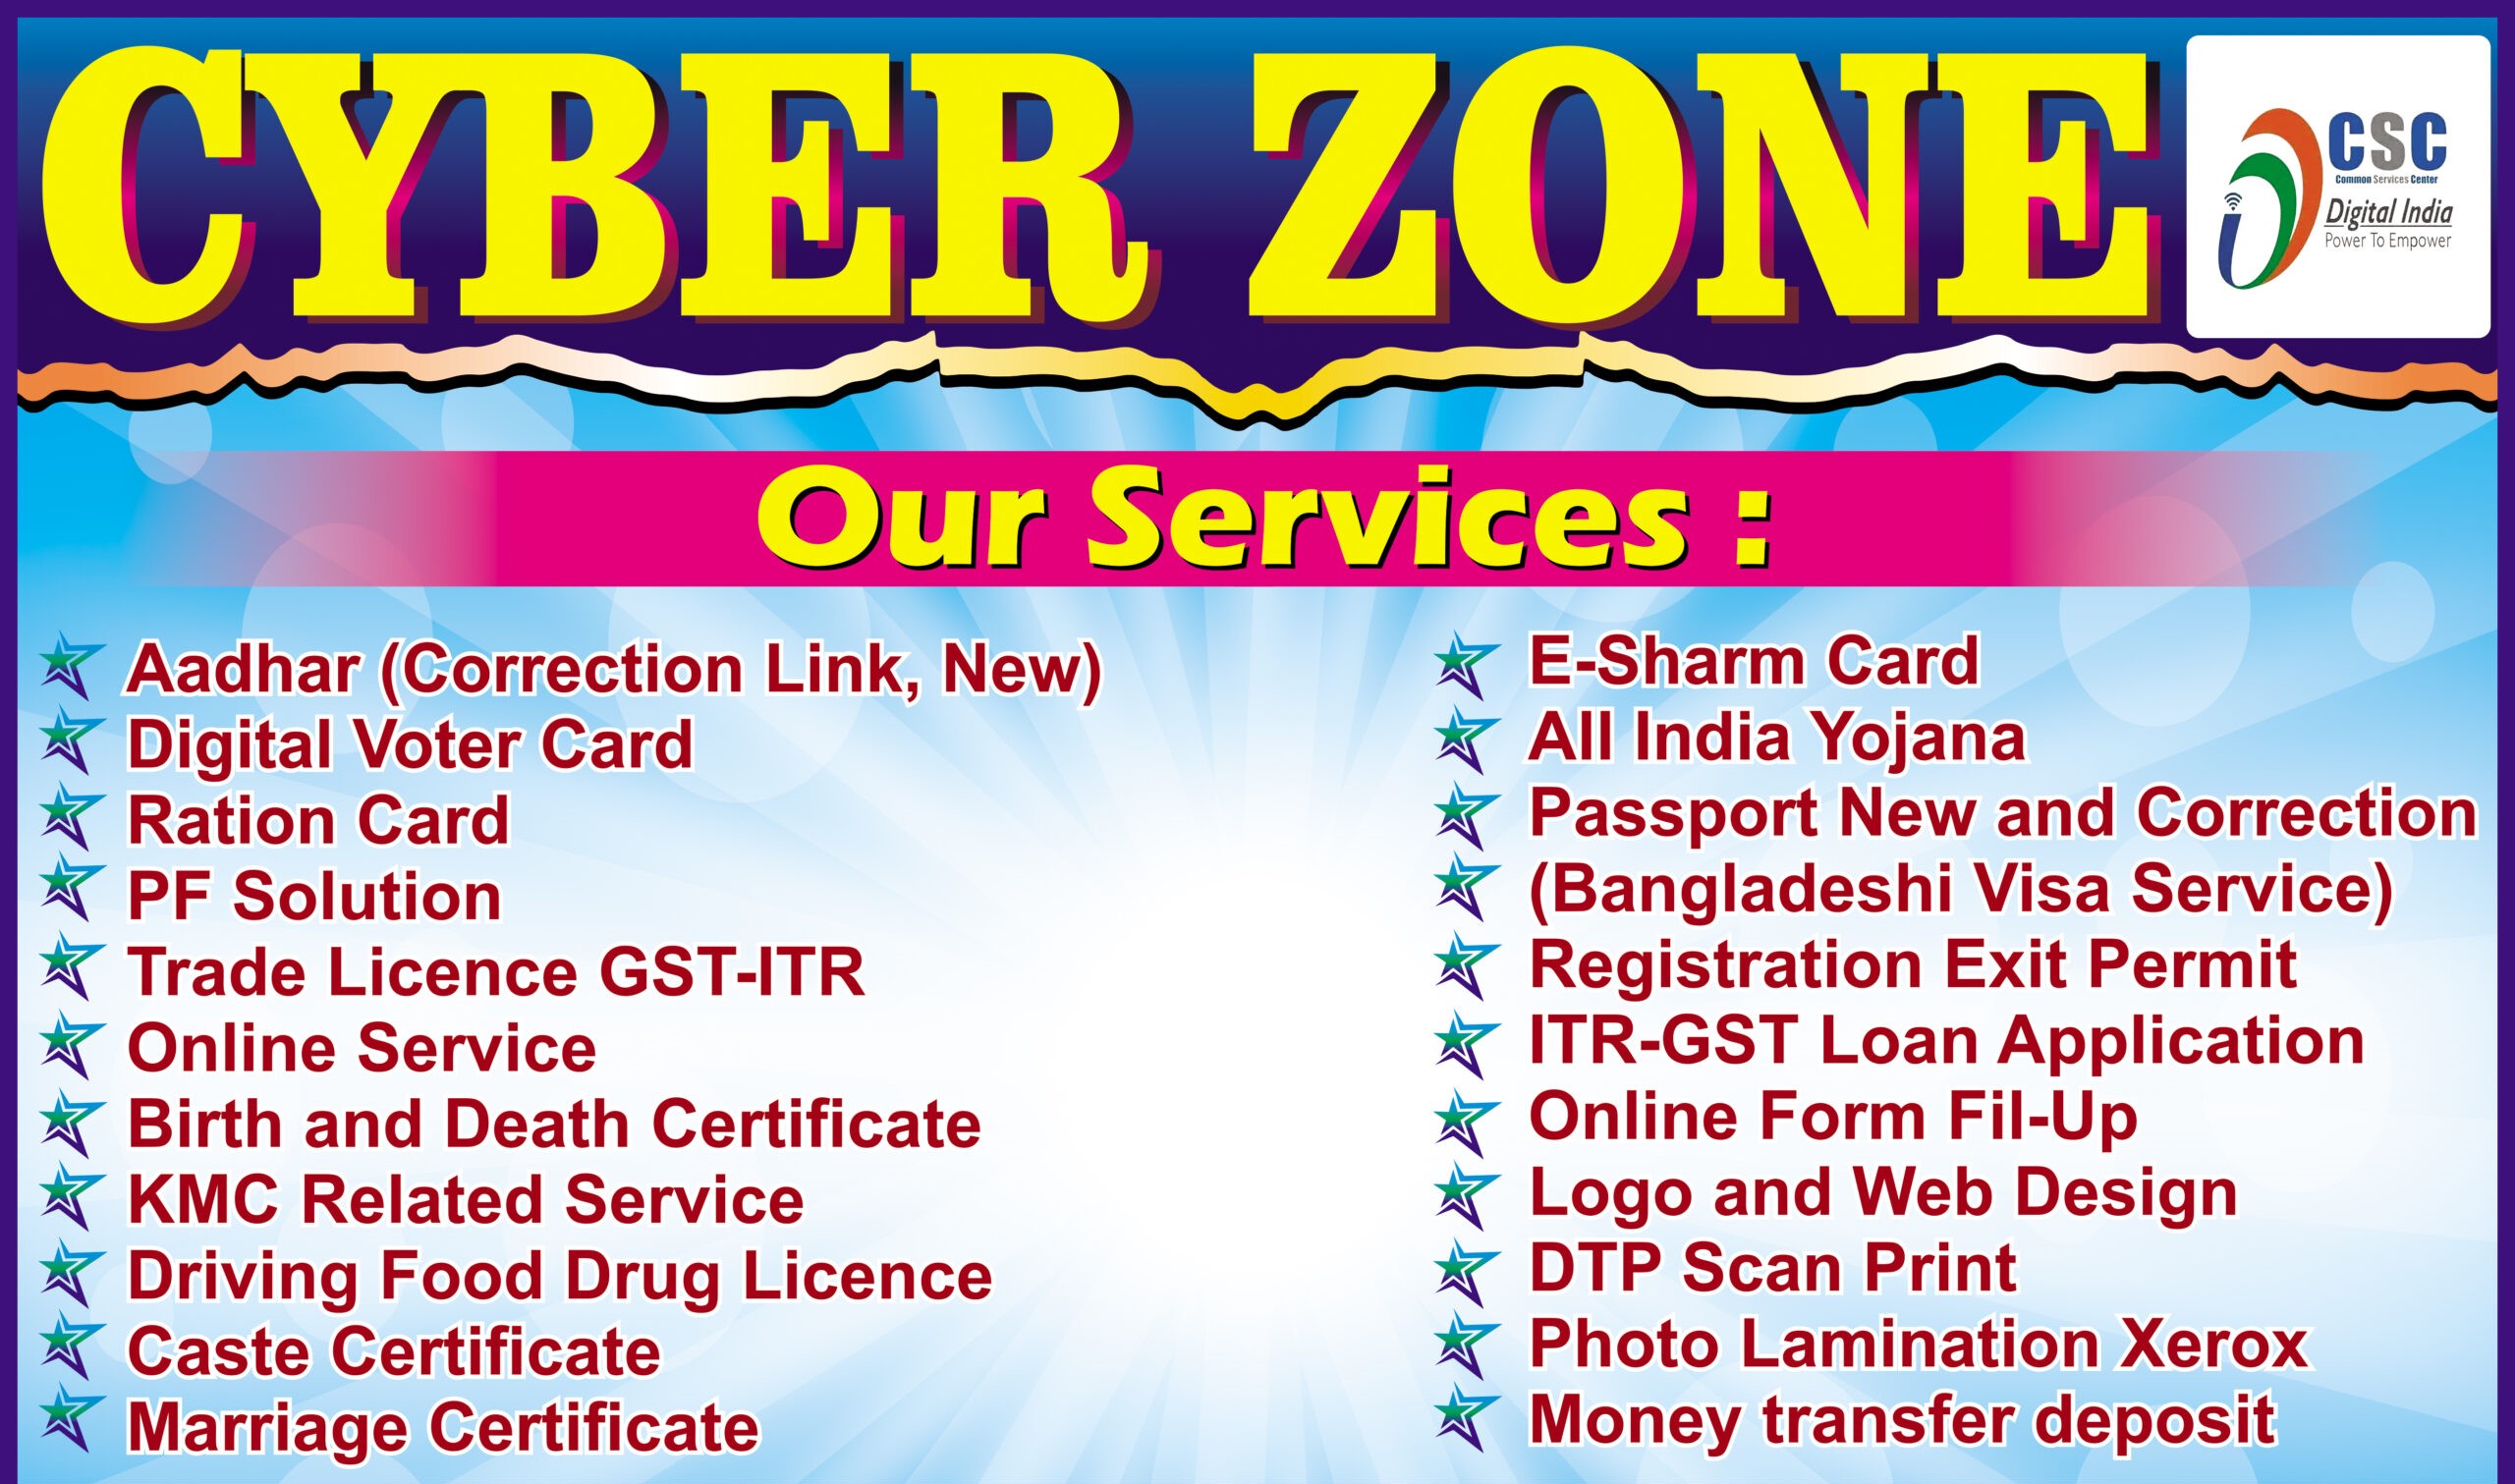 CYBER ZONE
CSC
Common Services Center
Digital India
Power To Empower
Our Services :
Aadhar (Correction Link, New)
Digital Voter Card
Ration Card
PF Solution
Trade Licence GST-ITR
Online Service
Birth and Death Certificate
KMC Related Service
Driving Food Drug Licence
Caste Certificate
Marriage Certificate
E-Sharm Card
All India Yojana
Passport New and Correction
(Bangladeshi Visa Service)
Registration Exit Permit
ITR-GST Loan Application
Online Form Fil-Up
Logo and Web Design
DTP Scan Print
Photo Lamination Xerox
Money transfer deposit